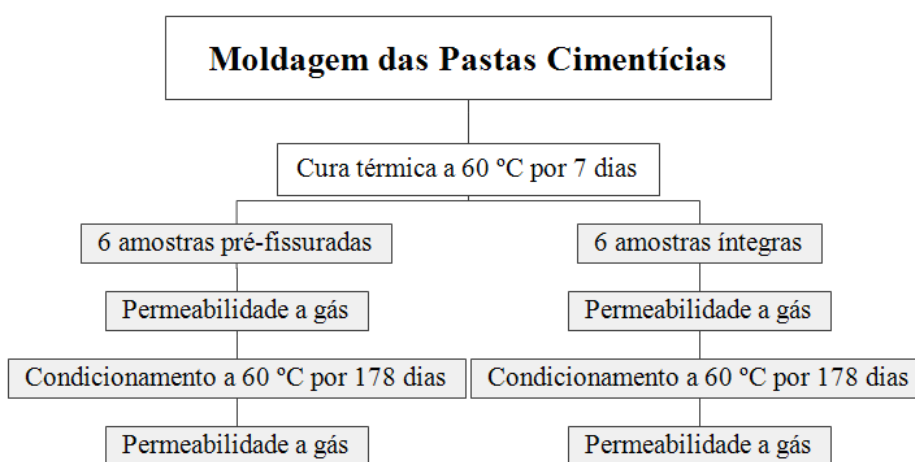 Moldagem das Pastas Cimentícias
Cura térmica a 60 ºC por 7 dias
6 amostras pré-fissuradas
6 amostras íntegras
Permeabilidade a gás
Permeabilidade a gás
Condicionamento a 60 ºC por 178 dias
Condicionamento a 60 ºC por 178 dias
Permeabilidade a gás
Permeabilidade a gás